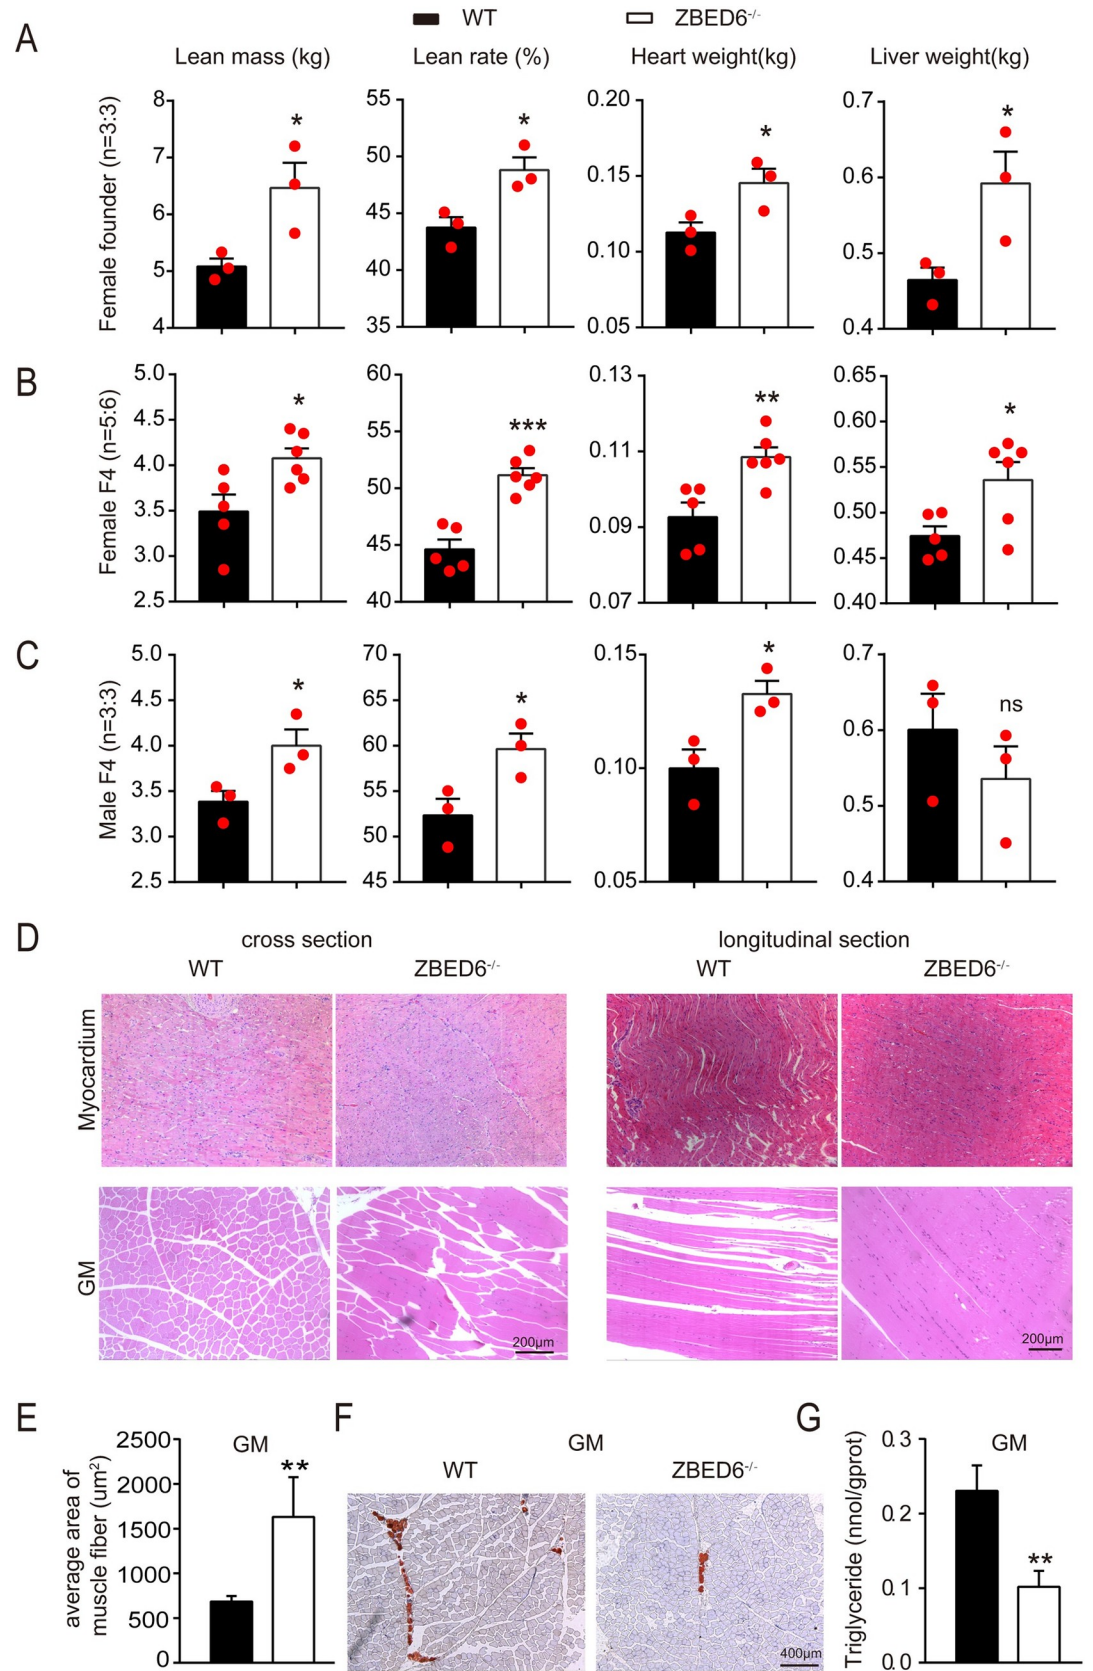 WT ZBED6-/-
A
Lean mass (kg) Lean rate (%) Heart weight(kg) Liver weight(kg)
Female founder (n=3:3)
8 7 6 5 4
*
55 50 45 40 35
*
0.20 0.15 0.10 0.05
*
0.7 0.6 0.5 0.4
*
B
Female F4 (n=5:6)
5.0 4.5 4.0 3.5 3.0 2.5
*
60 55 50 45 40
***
0.13 0.11 0.09 0.07
**
0.65 0.60 0.55 0.50 0.45 0.40
*
C
Male F4 (n=3:3)
5.0 4.5 4.0 3.5 3.0 2.5
*
70 65 60 55 50 45
*
0.15 0.10 0.05
*
0.7 0.6 0.5 0.4
ns
D
cross section longitudinal section
WT ZBED6-/- WT ZBED6-/-
Myocardium
GM
200μm 200μm
E
GM
average area of
muscle fiber (um2)
2500 2000 1500 1000 500 0
**
F
GM
WT ZBED6-/-
400μm
G
GM
Triglyceride (nnol/gprot)
0.3 0.2 0.1 0.0
**